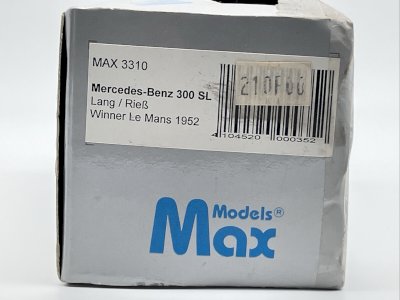 MAX 3310
Mercedes-Benz 300 SL
Lang / Rieß
Winner Le Mans 1952
210F00
4 104520 000352
Models®
Max